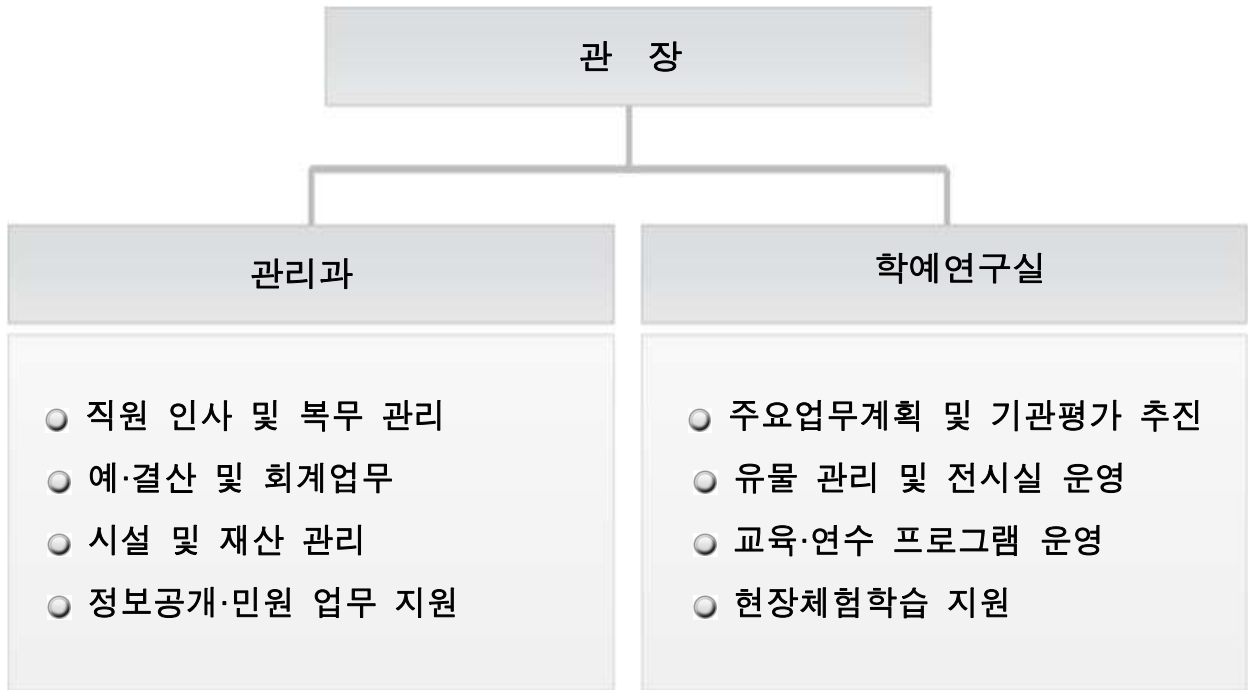 관 장
관리과
직원 인사 및 복무 관리
예·결산 및 회계업무
시설 및 재산 관리
정보공개·민원 업무 지원
학예연구실
주요업무계획 및 기관평가 추진
유물 관리 및 전시실 운영
교육·연수 프로그램 운영
현장체험학습 지원